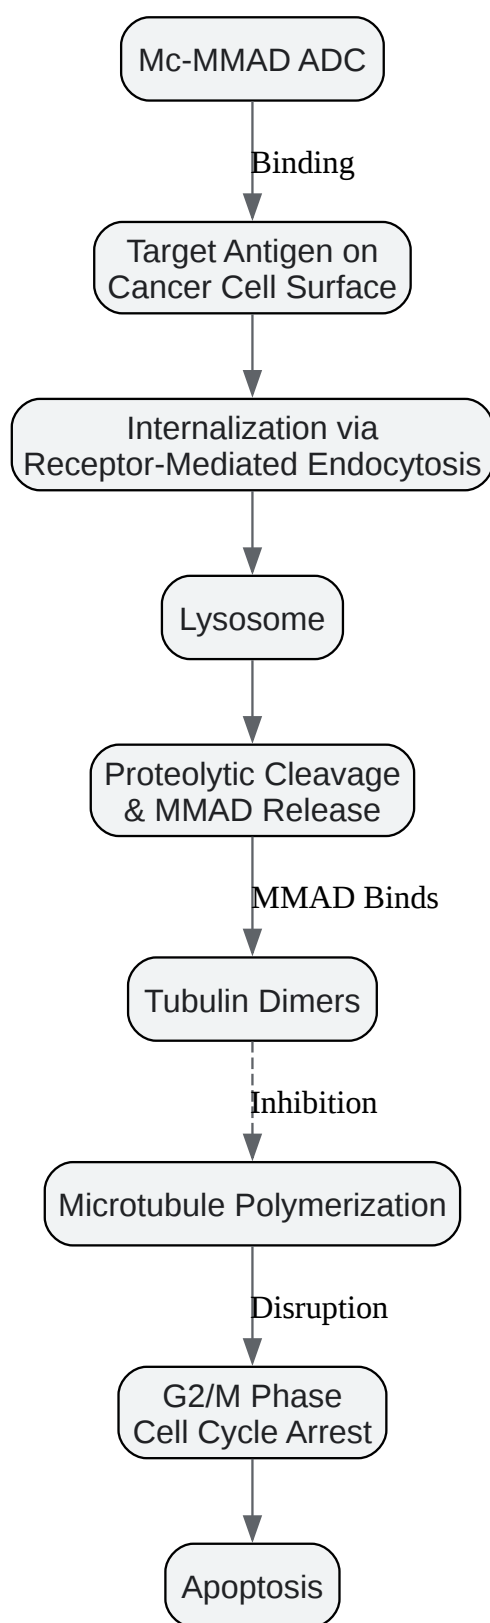 Mc-MMAD ADC
Binding
Target Antigen on
Cancer Cell Surface
Internalization via
Receptor-Mediated Endocytosis
Lysosome
Proteolytic Cleavage
& MMAD Release
MMAD Binds
Tubulin Dimers
Inhibition
Microtubule Polymerization
Disruption
G2/M Phase
Cell Cycle Arrest
Apoptosis